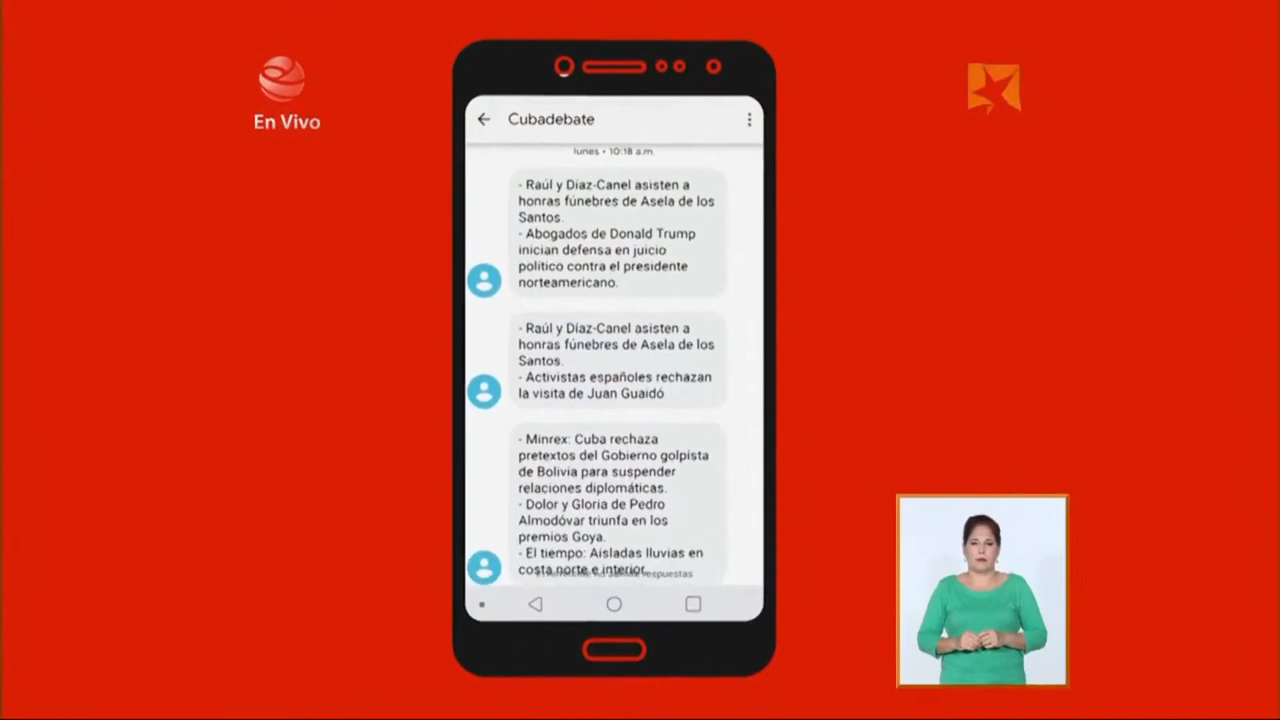 En Vivo
Cubadebate
lunes • 10:18 a.m.
- Raúl y Díaz-Canel asisten a
honras fúnebres de Asela de los
Santos.
- Abogados de Donald Trump
inician defensa en juicio
político contra el presidente
norteamericano.
- Raúl y Díaz-Canel asisten a
honras fúnebres de Asela de los
Santos.
- Activistas españoles rechazan
la visita de Juan Guaidó
- Minrex: Cuba rechaza
pretextos del Gobierno golpista
de Bolivia para suspender
relaciones diplomáticas.
- Dolor y Gloria de Pedro
Almodóvar triunfa en los
premios Goya.
- El tiempo: Aisladas lluvias en
costa norte e interior.
respuestas